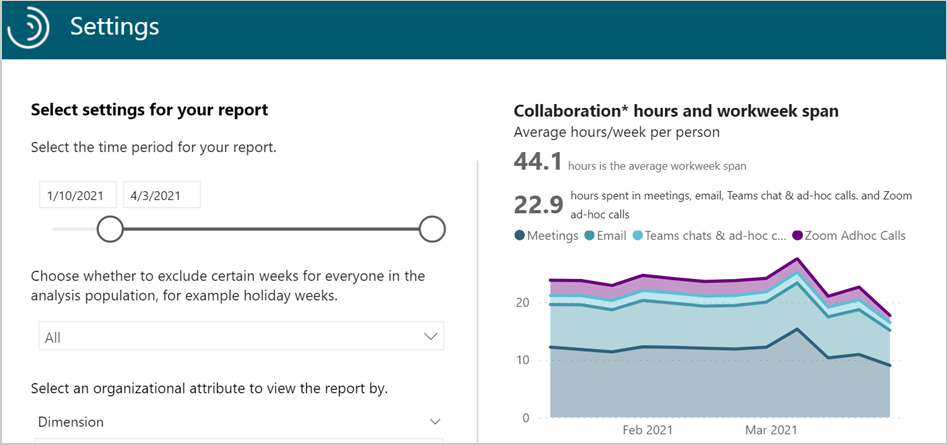 Settings
Select settings for your report
Select the time period for your report.
1/10/2021 4/3/2021
Choose whether to exclude certain weeks for everyone in the
analysis population, for example holiday weeks.
All
Select an organizational attribute to view the report by.
Dimension
Collaboration* hours and workweek span
Average hours/week per person
44.1 hours is the average workweek span
22.9 hours spent in meetings, email, Teams chat & ad-hoc calls. and Zoom
ad-hoc calls
Meetings Email Teams chats & ad-hoc c... Zoom Adhoc Calls
20
10
0
Feb 2021 Mar 2021